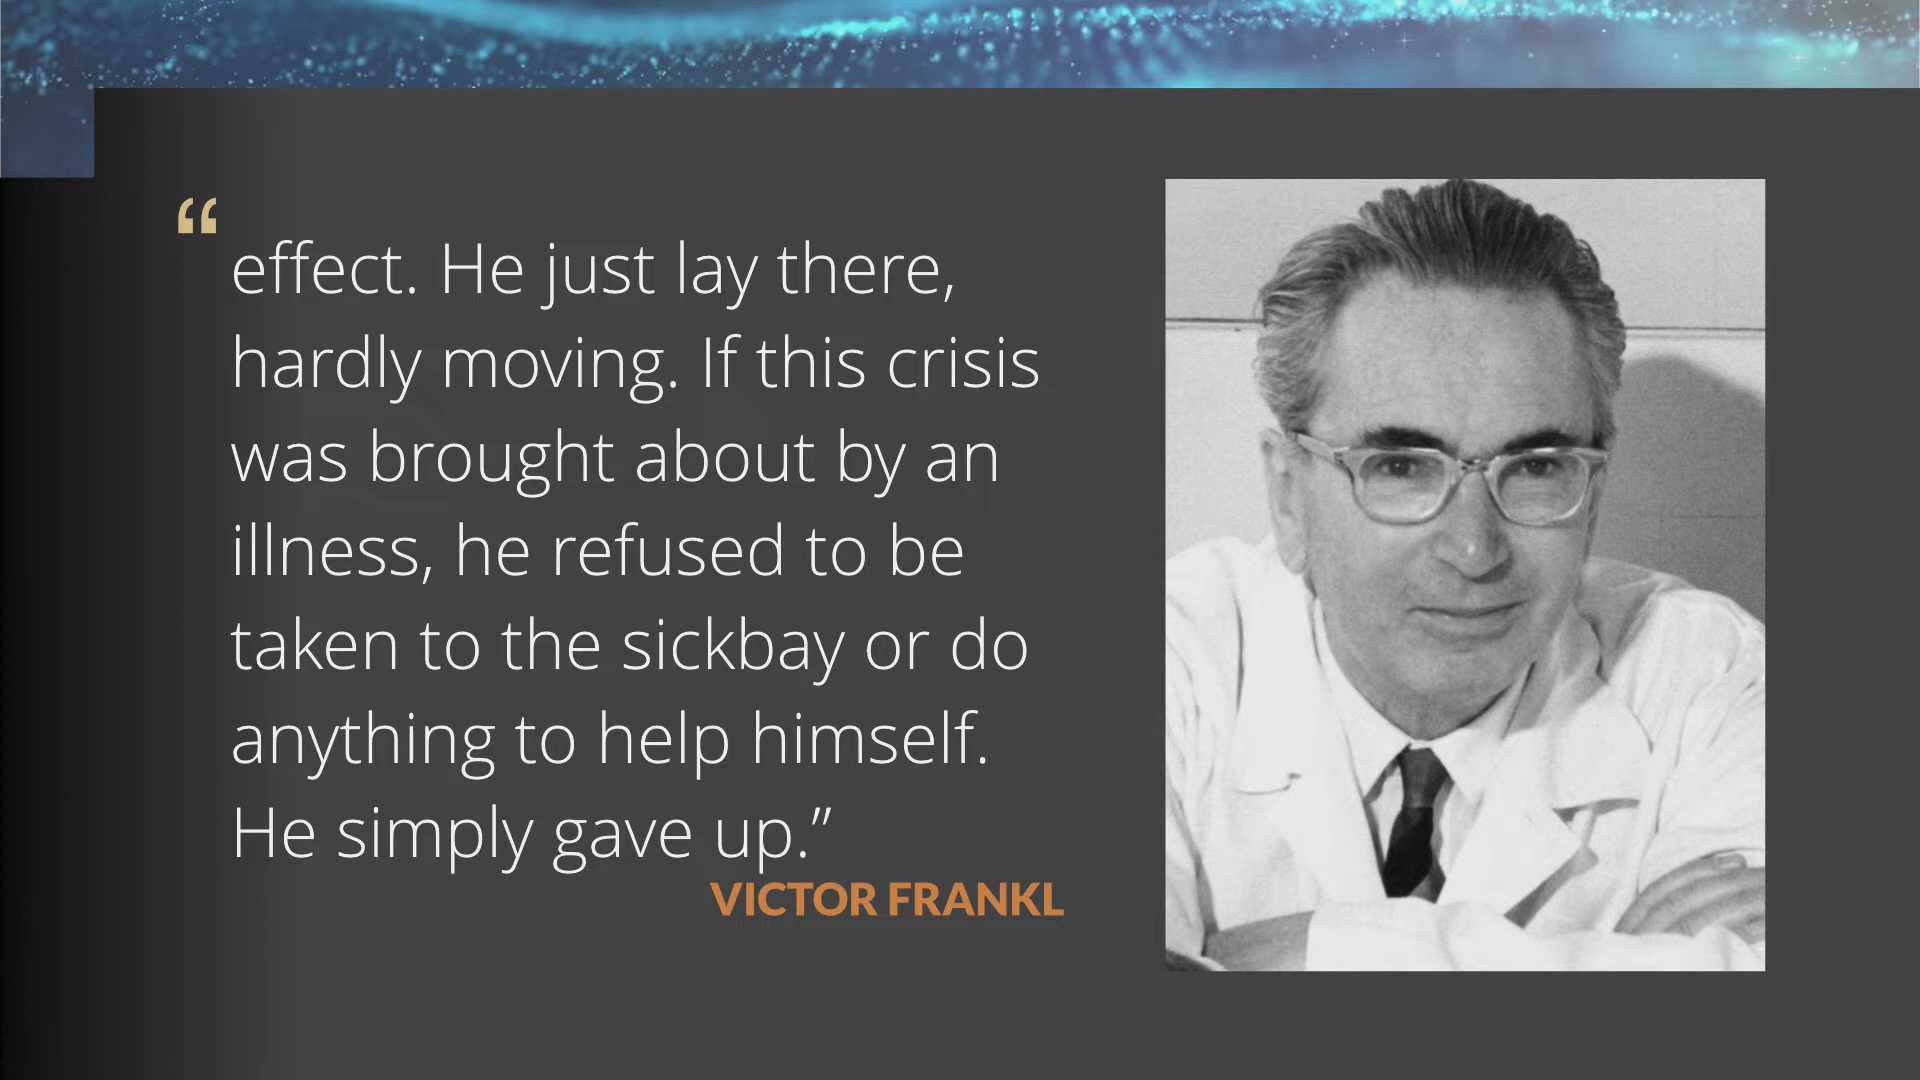 “
effect. He just lay there,
hardly moving. If this crisis
was brought about by an
illness, he refused to be
taken to the sickbay or do
anything to help himself.
He simply gave up.”
VICTOR FRANKL